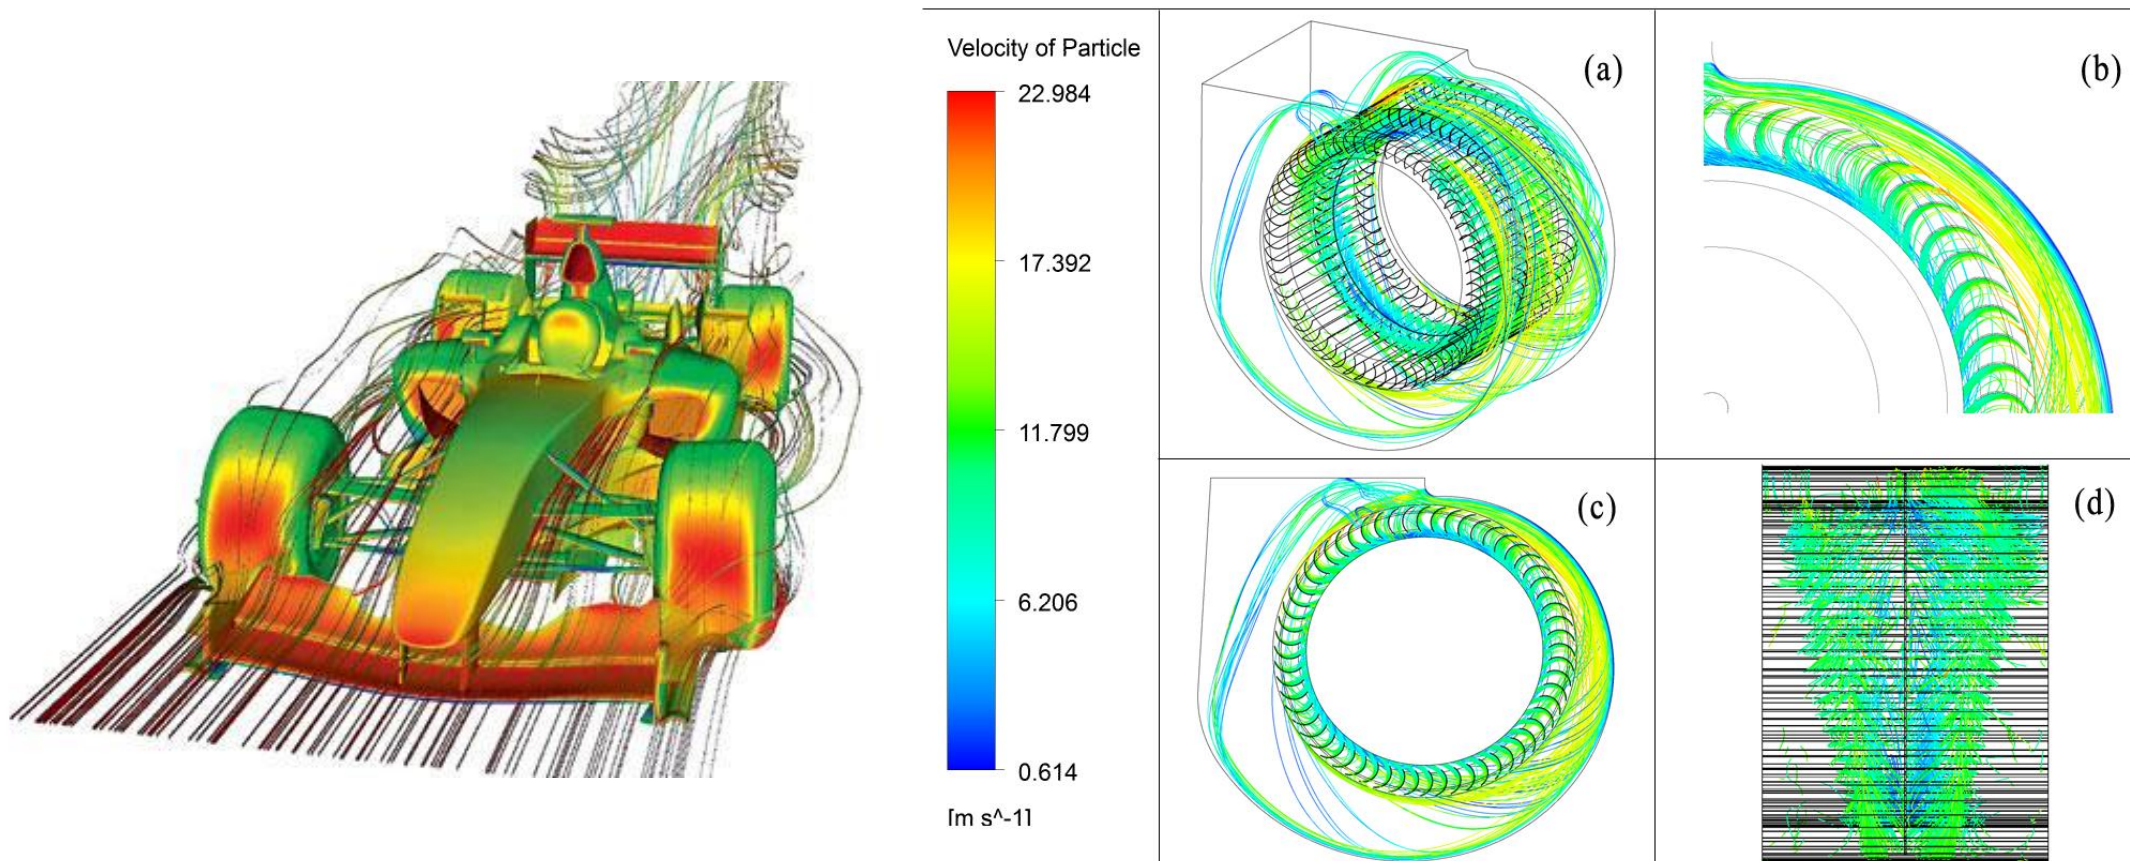 Velocity of Particle
22.984
17.392
11.799
6.206
0.614
[m s^-1]
(a)
(b)
(c)
(d)